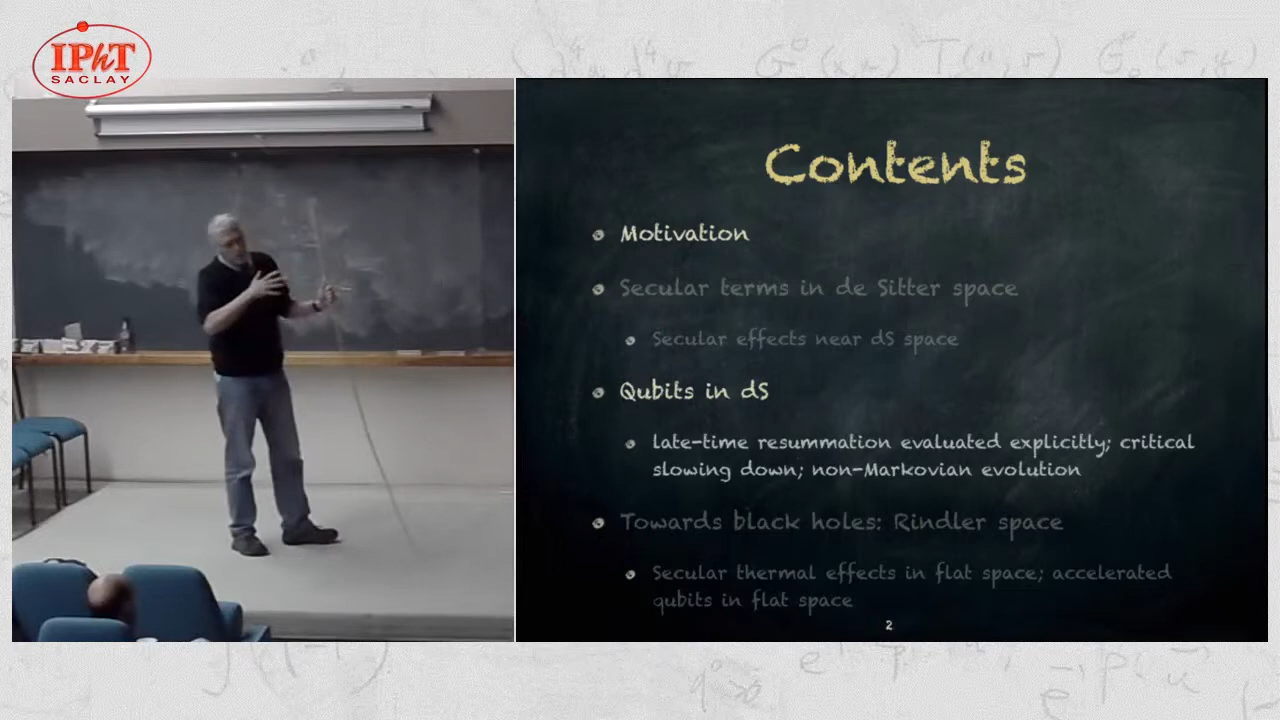 IPhT
SACLAY
Contents
Motivation
Secular terms in de Sitter space
Secular effects near dS space
Qubits in dS
late-time resummation evaluated explicitly; critical
slowing down; non-Markovian evolution
Towards black holes: Rindler space
Secular thermal effects in flat space; accelerated
qubits in flat space
2